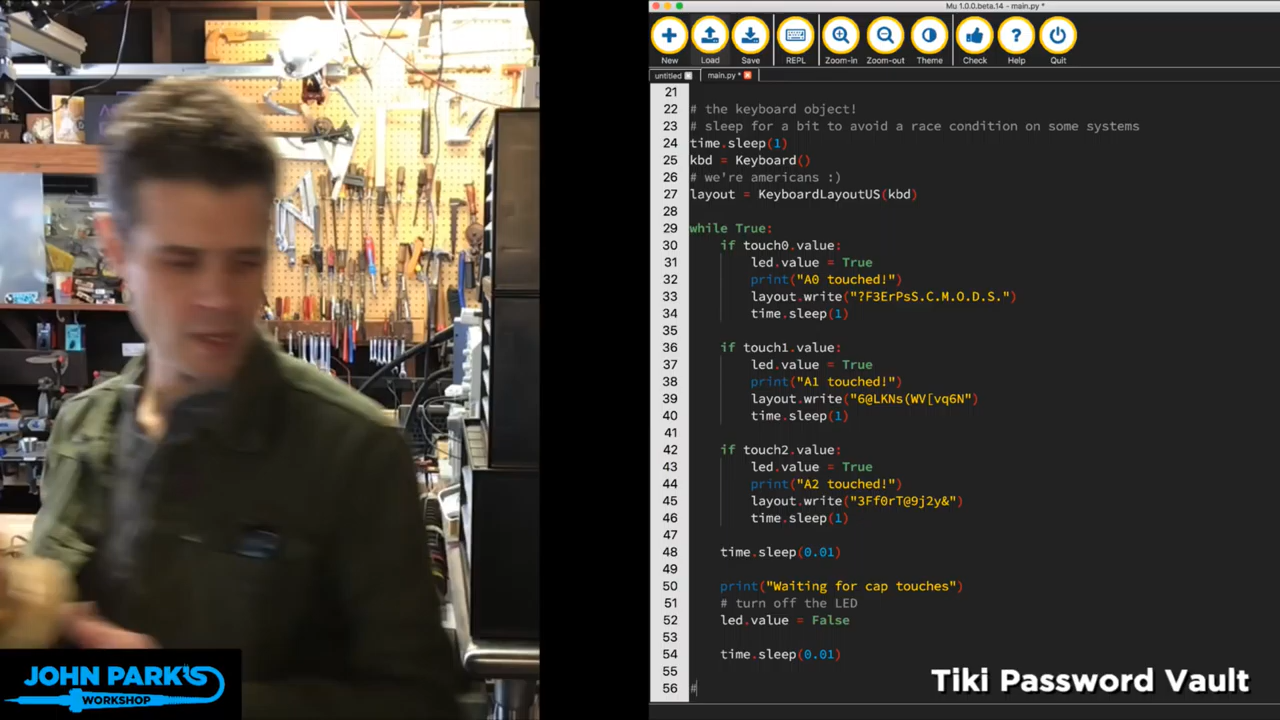 Mu 1.0.0.beta.14 - main.py *
New
Load
Save
REPL
Zoom-in
Zoom-out
Theme
Check
Help
Quit
untitled
main.py *
21
22 # the keyboard object!
23 # sleep for a bit to avoid a race condition on some systems
24 time.sleep(1)
25 kbd = Keyboard()
26 # we're americans :)
27 layout = KeyboardLayoutUS(kbd)
28
29 while True:
30 if touch0.value:
31 led.value = True
32 print("A0 touched!")
33 layout.write("?F3ErPsS.C.M.O.D.S.")
34 time.sleep(1)
35
36 if touch1.value:
37 led.value = True
38 print("A1 touched!")
39 layout.write("6@LKNs(WV[vq6N")
40 time.sleep(1)
41
42 if touch2.value:
43 led.value = True
44 print("A2 touched!")
45 layout.write("3Ff0rT@9j2y&")
46 time.sleep(1)
47
48 time.sleep(0.01)
49
50 print("Waiting for cap touches")
51 # turn off the LED
52 led.value = False
53
54 time.sleep(0.01)
55
56 #
JOHN PARK'S
WORKSHOP
Tiki Password Vault